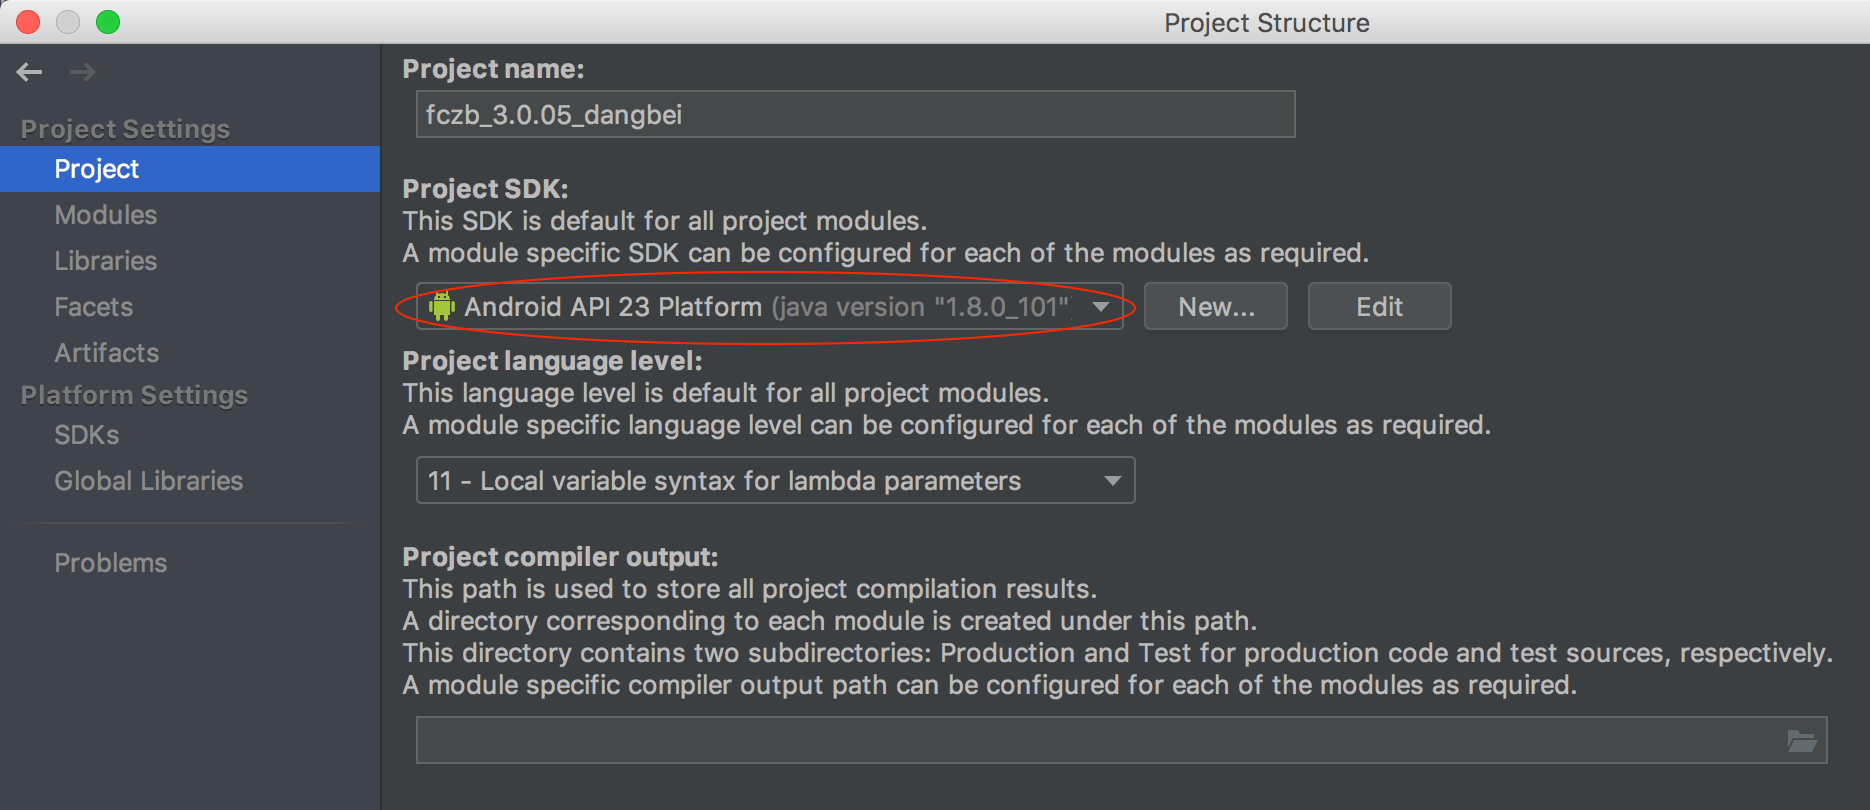 Project Structure
Project Settings
Project
Modules
Libraries
Facets
Artifacts
Platform Settings
SDKs
Global Libraries
Problems
Project name:
fczb_3.0.05_dangbei
Project SDK:
This SDK is default for all project modules.
A module specific SDK can be configured for each of the modules as required.
Android API 23 Platform (java version "1.8.0_101" New... Edit
Project language level:
This language level is default for all project modules.
A module specific language level can be configured for each of the modules as required.
11 - Local variable syntax for lambda parameters
Project compiler output:
This path is used to store all project compilation results.
A directory corresponding to each module is created under this path.
This directory contains two subdirectories: Production and Test for production code and test sources, respectively.
A module specific compiler output path can be configured for each of the modules as required.